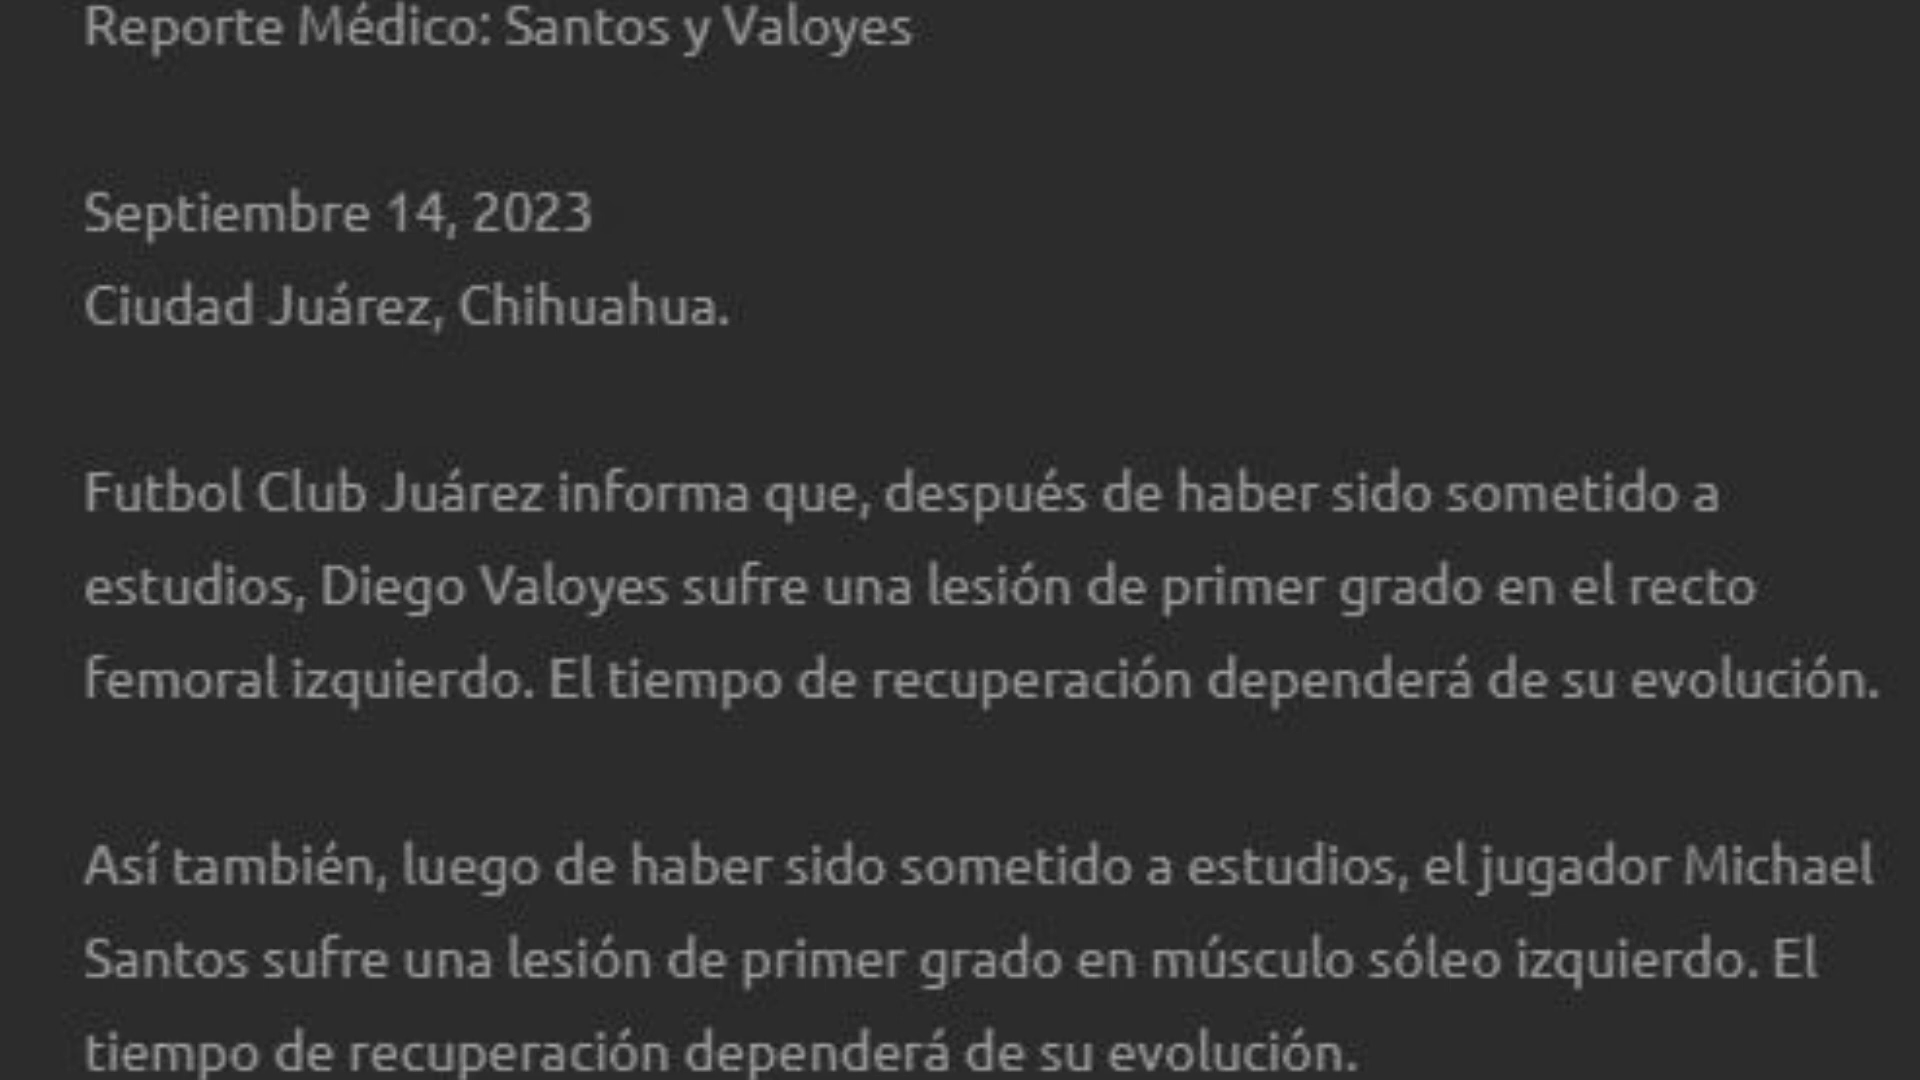 Reporte Médico: Santos y Valoyes
Septiembre 14, 2023
Ciudad Juárez, Chihuahua.
Futbol Club Juárez informa que, después de haber sido sometido a
estudios, Diego Valoyes sufre una lesión de primer grado en el recto
femoral izquierdo. El tiempo de recuperación dependerá de su evolución.
Así también, luego de haber sido sometido a estudios, el jugador Michael
Santos sufre una lesión de primer grado en músculo sóleo izquierdo. El
tiempo de recuperación dependerá de su evolución.